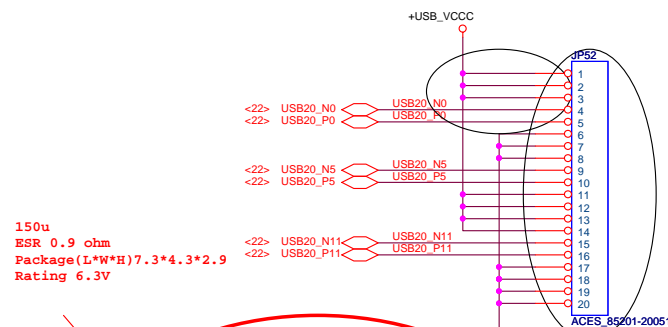 +USB_VCCC
JP52
1
2
3
<22> USB20_N0 USB20_N0 4
<22> USB20_P0 USB20_P0 5
6
7
8
<22> USB20_N5 USB20_N5 9
<22> USB20_P5 USB20_P5 10
11
12
13
14
<22> USB20_N11 USB20_N11 15
<22> USB20_P11 USB20_P11 16
17
18
19
20
150u
ESR 0.9 ohm
Package(L*W*H)7.3*4.3*2.9
Rating 6.3V
ACES_85201-2005